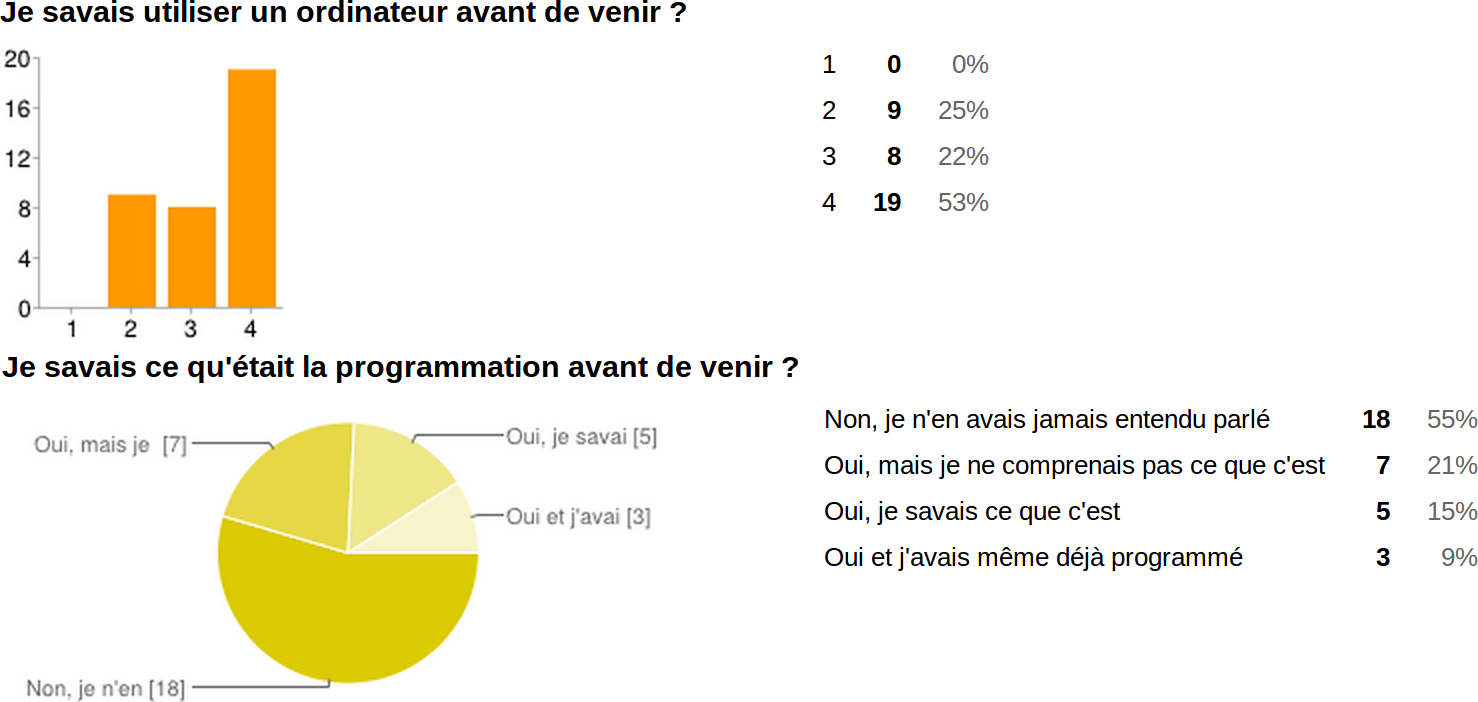 Je savais utiliser un ordinateur avant de venir ?
20
16
12
8
4
0
1 2 3 4
1 0 0%
2 9 25%
3 8 22%
4 19 53%
Je savais ce qu'était la programmation avant de venir ?
Oui, mais je [7]
Oui, je savai [5]
Oui et j'avai [3]
Non, je n'en [18]
Non, je n'en avais jamais entendu parlé 18 55%
Oui, mais je ne comprenais pas ce que c'est 7 21%
Oui, je savais ce que c'est 5 15%
Oui et j'avais même déjà programmé 3 9%